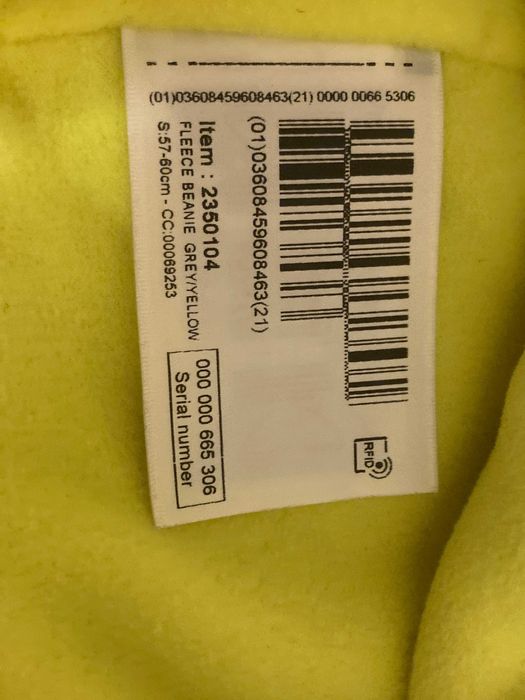 (01)03608459608463(21) 0000 0066 5306
(01)03608459608463(21)
Item : 2350104
FLEECE BEANIE GREY/YELLOW
S:57-60cm - CC:00069253
000 000 665 306
Serial number
RFID